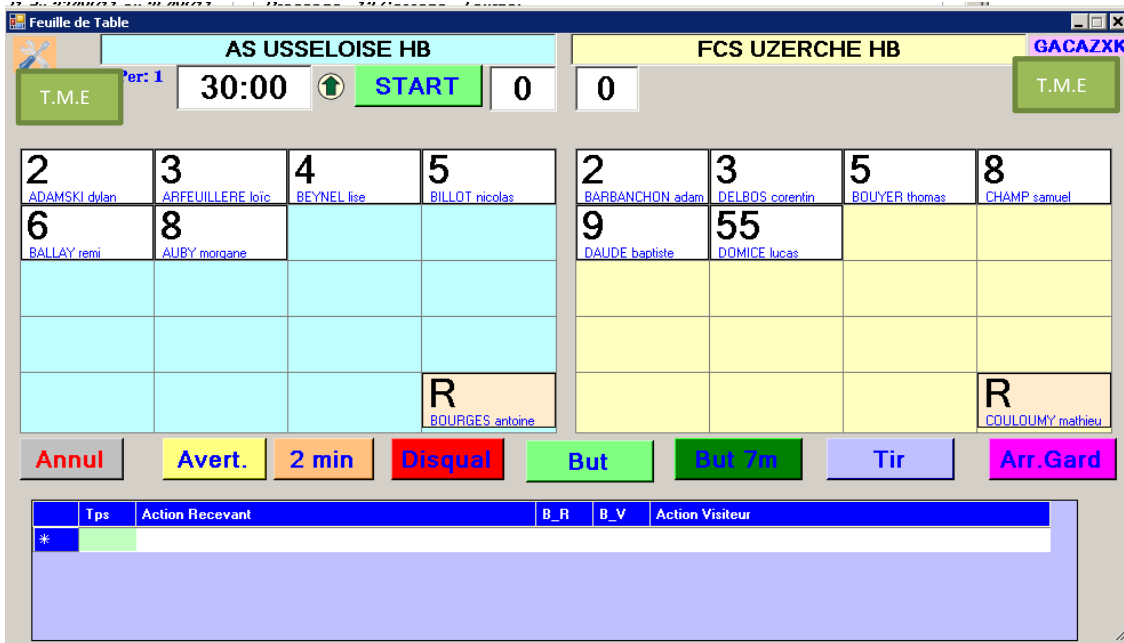 Feuille de Table
AS USSELOISE HB FCS UZERCHE HB GACAZXK
T.M.E Per: 1 30:00 START 0 0 T.M.E
2 3 4 5 2 3 5 8
ADAMSKI dylan ARFEUILLERE loïc BEYNEL lise BILLOT nicolas BARBANCHON adam DELBOS corentin BOUYER thomas CHAMP samuel
6 8 9 55
BALLAY remi AUBY morgane DAUDE baptiste DOMICE lucas
R R
BOURGES antoine COULOUMY mathieu
Annul Avert. 2 min Disqual But But 7m Tir Arr.Gard
Tps Action Recevant B_R B_V Action Visiteur
*